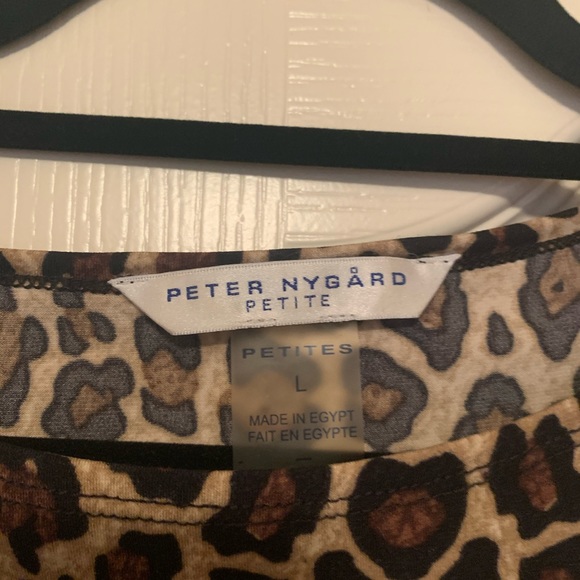 PETER NYGÅRD
PETITE
PETITES
L
MADE IN EGYPT
FAIT EN EGYPTE